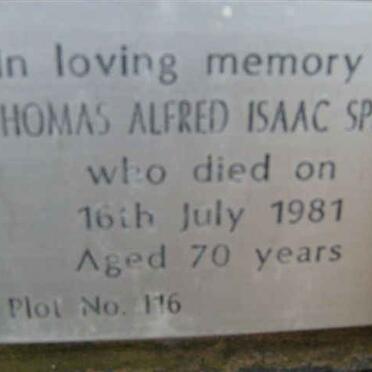 in loving memory
HOMAS ALFRED ISAAC SP
who died on
16th July 1981
Aged 70 years
Plot No. 116